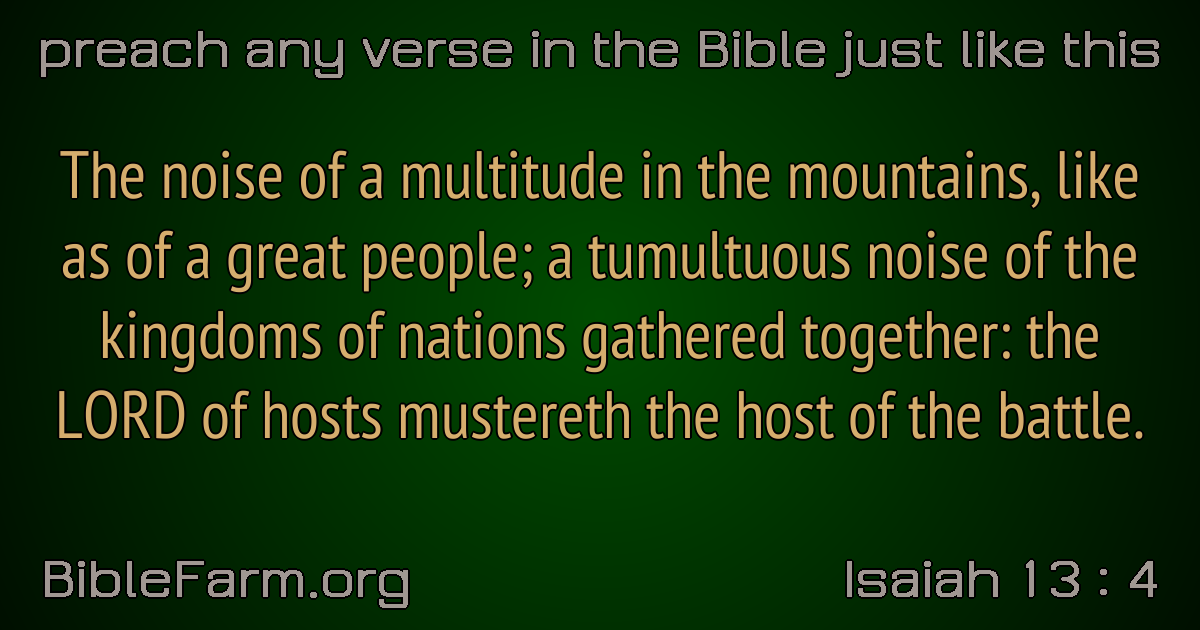 preach any verse in the Bible just like this
The noise of a multitude in the mountains, like
as of a great people; a tumultuous noise of the
kingdoms of nations gathered together: the
LORD of hosts mustereth the host of the battle.
BibleFarm.org
Isaiah 13 : 4